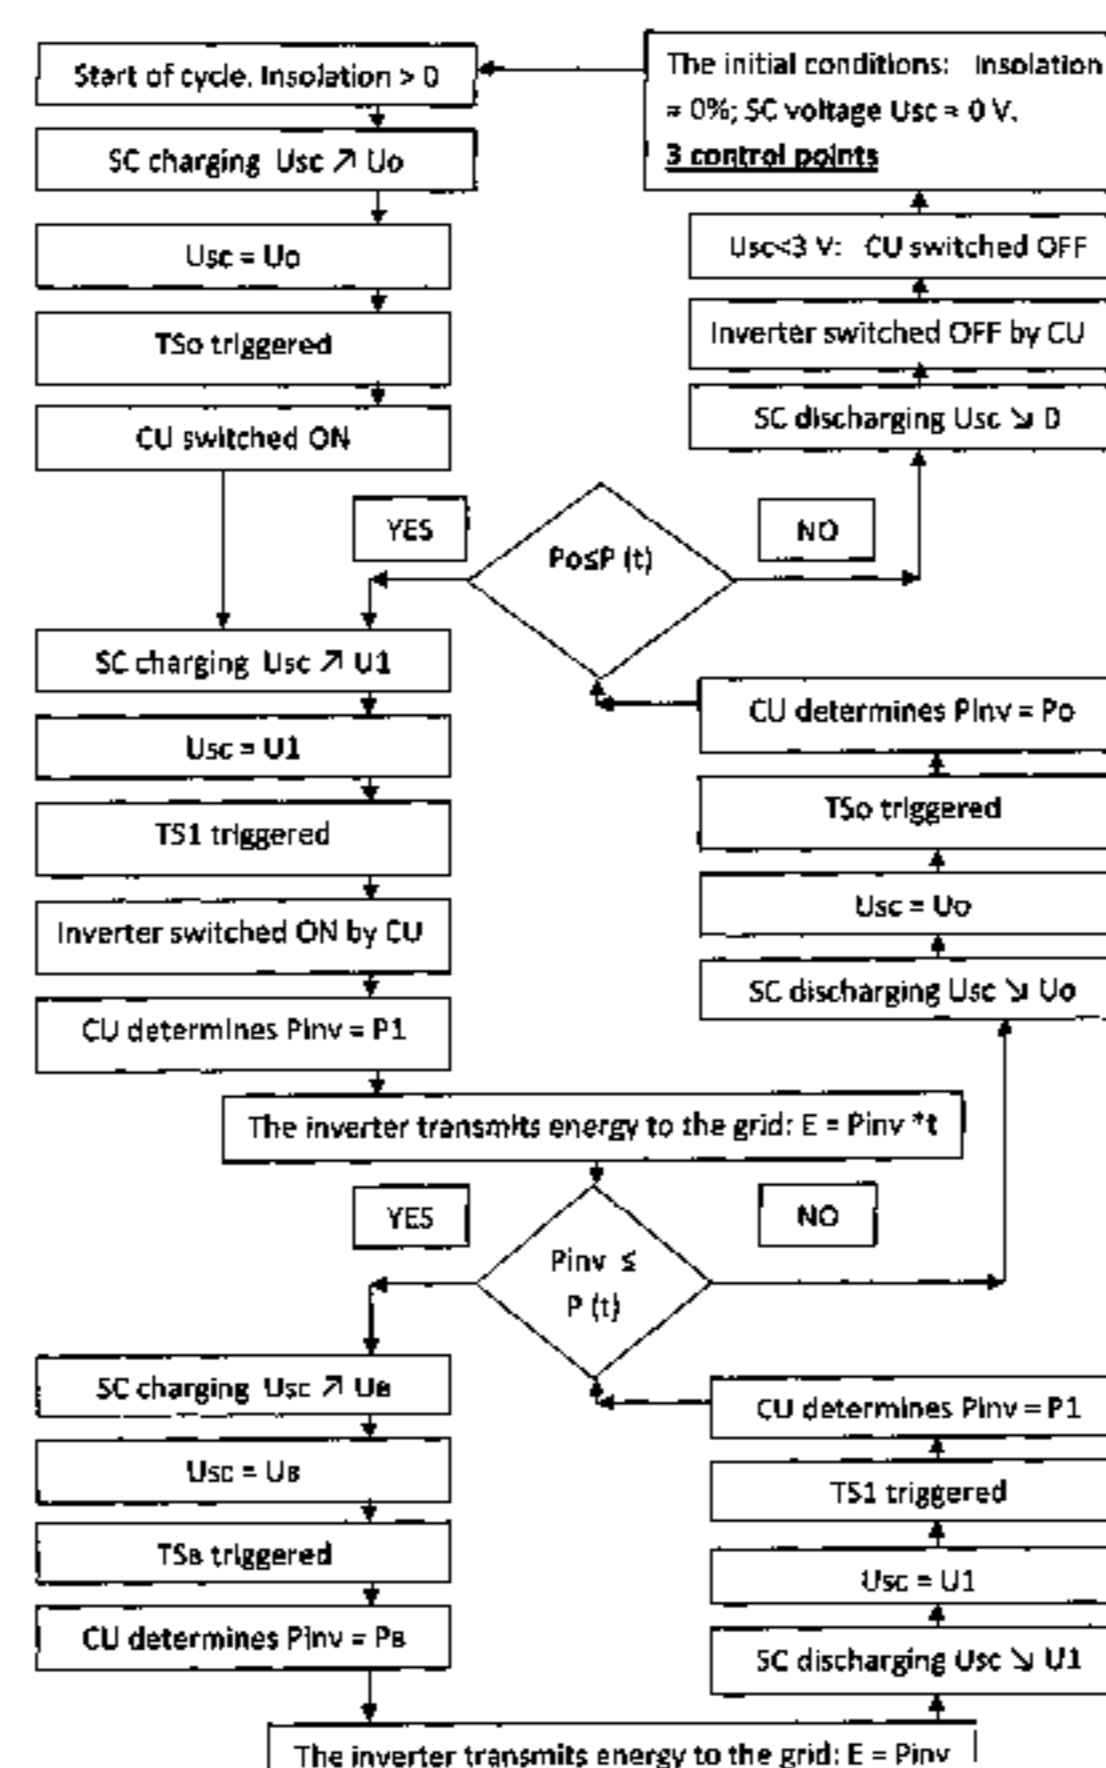 Start of cycle. Insolation > 0
The initial conditions: Insolation
= 0%; SC voltage Usc = 0 V.
3 control points
SC charging Usc ↗ Uo
Usc = Uo
TSo triggered
CU switched ON
Usc<3 V: CU switched OFF
Inverter switched OFF by CU
SC discharging Usc ↘ 0
YES
Po≤P (t)
NO
SC charging Usc ↗ U1
Usc = U1
TS1 triggered
Inverter switched ON by CU
CU determines Pinv = P1
CU determines Pinv = Po
TSo triggered
Usc = Uo
SC discharging Usc ↘ Uo
The inverter transmits energy to the grid: E = Pinv *t
YES
Pinv ≤
P (t)
NO
SC charging Usc ↗ UB
Usc = UB
TSB triggered
CU determines Pinv = PB
CU determines Pinv = P1
TS1 triggered
Usc = U1
SC discharging Usc ↘ U1
The inverter transmits energy to the grid: E = Pinv